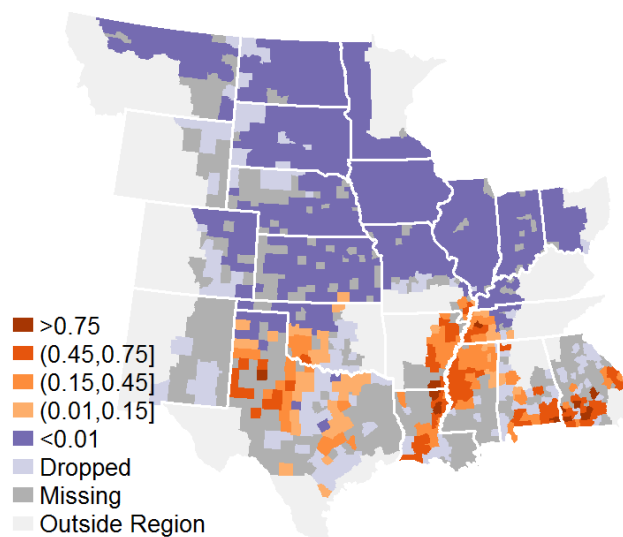 >0.75
(0.45,0.75]
(0.15,0.45]
(0.01,0.15]
<0.01
Dropped
Missing
Outside Region